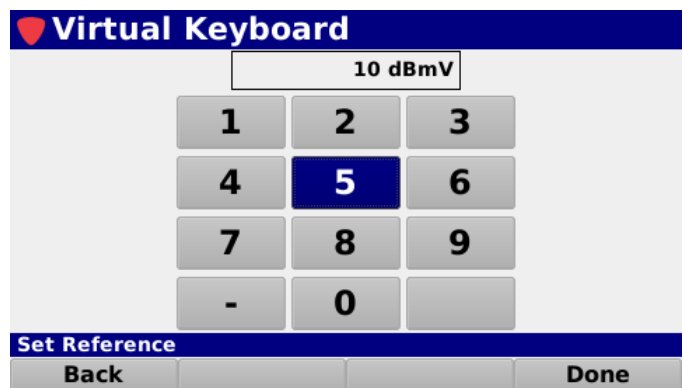 Virtual Keyboard
10 dBmV
1 2 3
4 5 6
7 8 9
- 0
Set Reference
Back Done